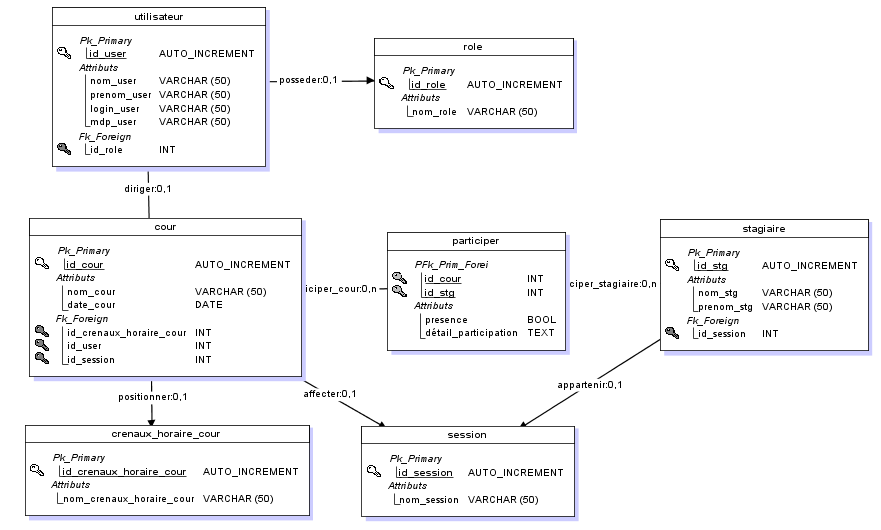 utilisateur
Pk_Primary
id_user AUTO_INCREMENT
Attributs
nom_user VARCHAR (50)
prenom_user VARCHAR (50)
login_user VARCHAR (50)
mdp_user VARCHAR (50)
Fk_Foreign
id_role INT
posseder:0,1
role
Pk_Primary
id_role AUTO_INCREMENT
Attributs
nom_role VARCHAR (50)
diriger:0,1
cour
Pk_Primary
id_cour AUTO_INCREMENT
Attributs
nom_cour VARCHAR (50)
date_cour DATE
Fk_Foreign
id_crenaux_horaire_cour INT
id_user INT
id_session INT
iciper_cour:0,n
participer
PFk_Prim_Forei
id_cour INT
id_stg INT
Attributs
presence BOOL
détail_participation TEXT
ciper_stagiaire:0,n
stagiaire
Pk_Primary
id_stg AUTO_INCREMENT
Attributs
nom_stg VARCHAR (50)
prenom_stg VARCHAR (50)
Fk_Foreign
id_session INT
positionner:0,1
affecter:0,1
appartenir:0,1
crenaux_horaire_cour
Pk_Primary
id_crenaux_horaire_cour AUTO_INCREMENT
Attributs
nom_crenaux_horaire_cour VARCHAR (50)
session
Pk_Primary
id_session AUTO_INCREMENT
Attributs
nom_session VARCHAR (50)